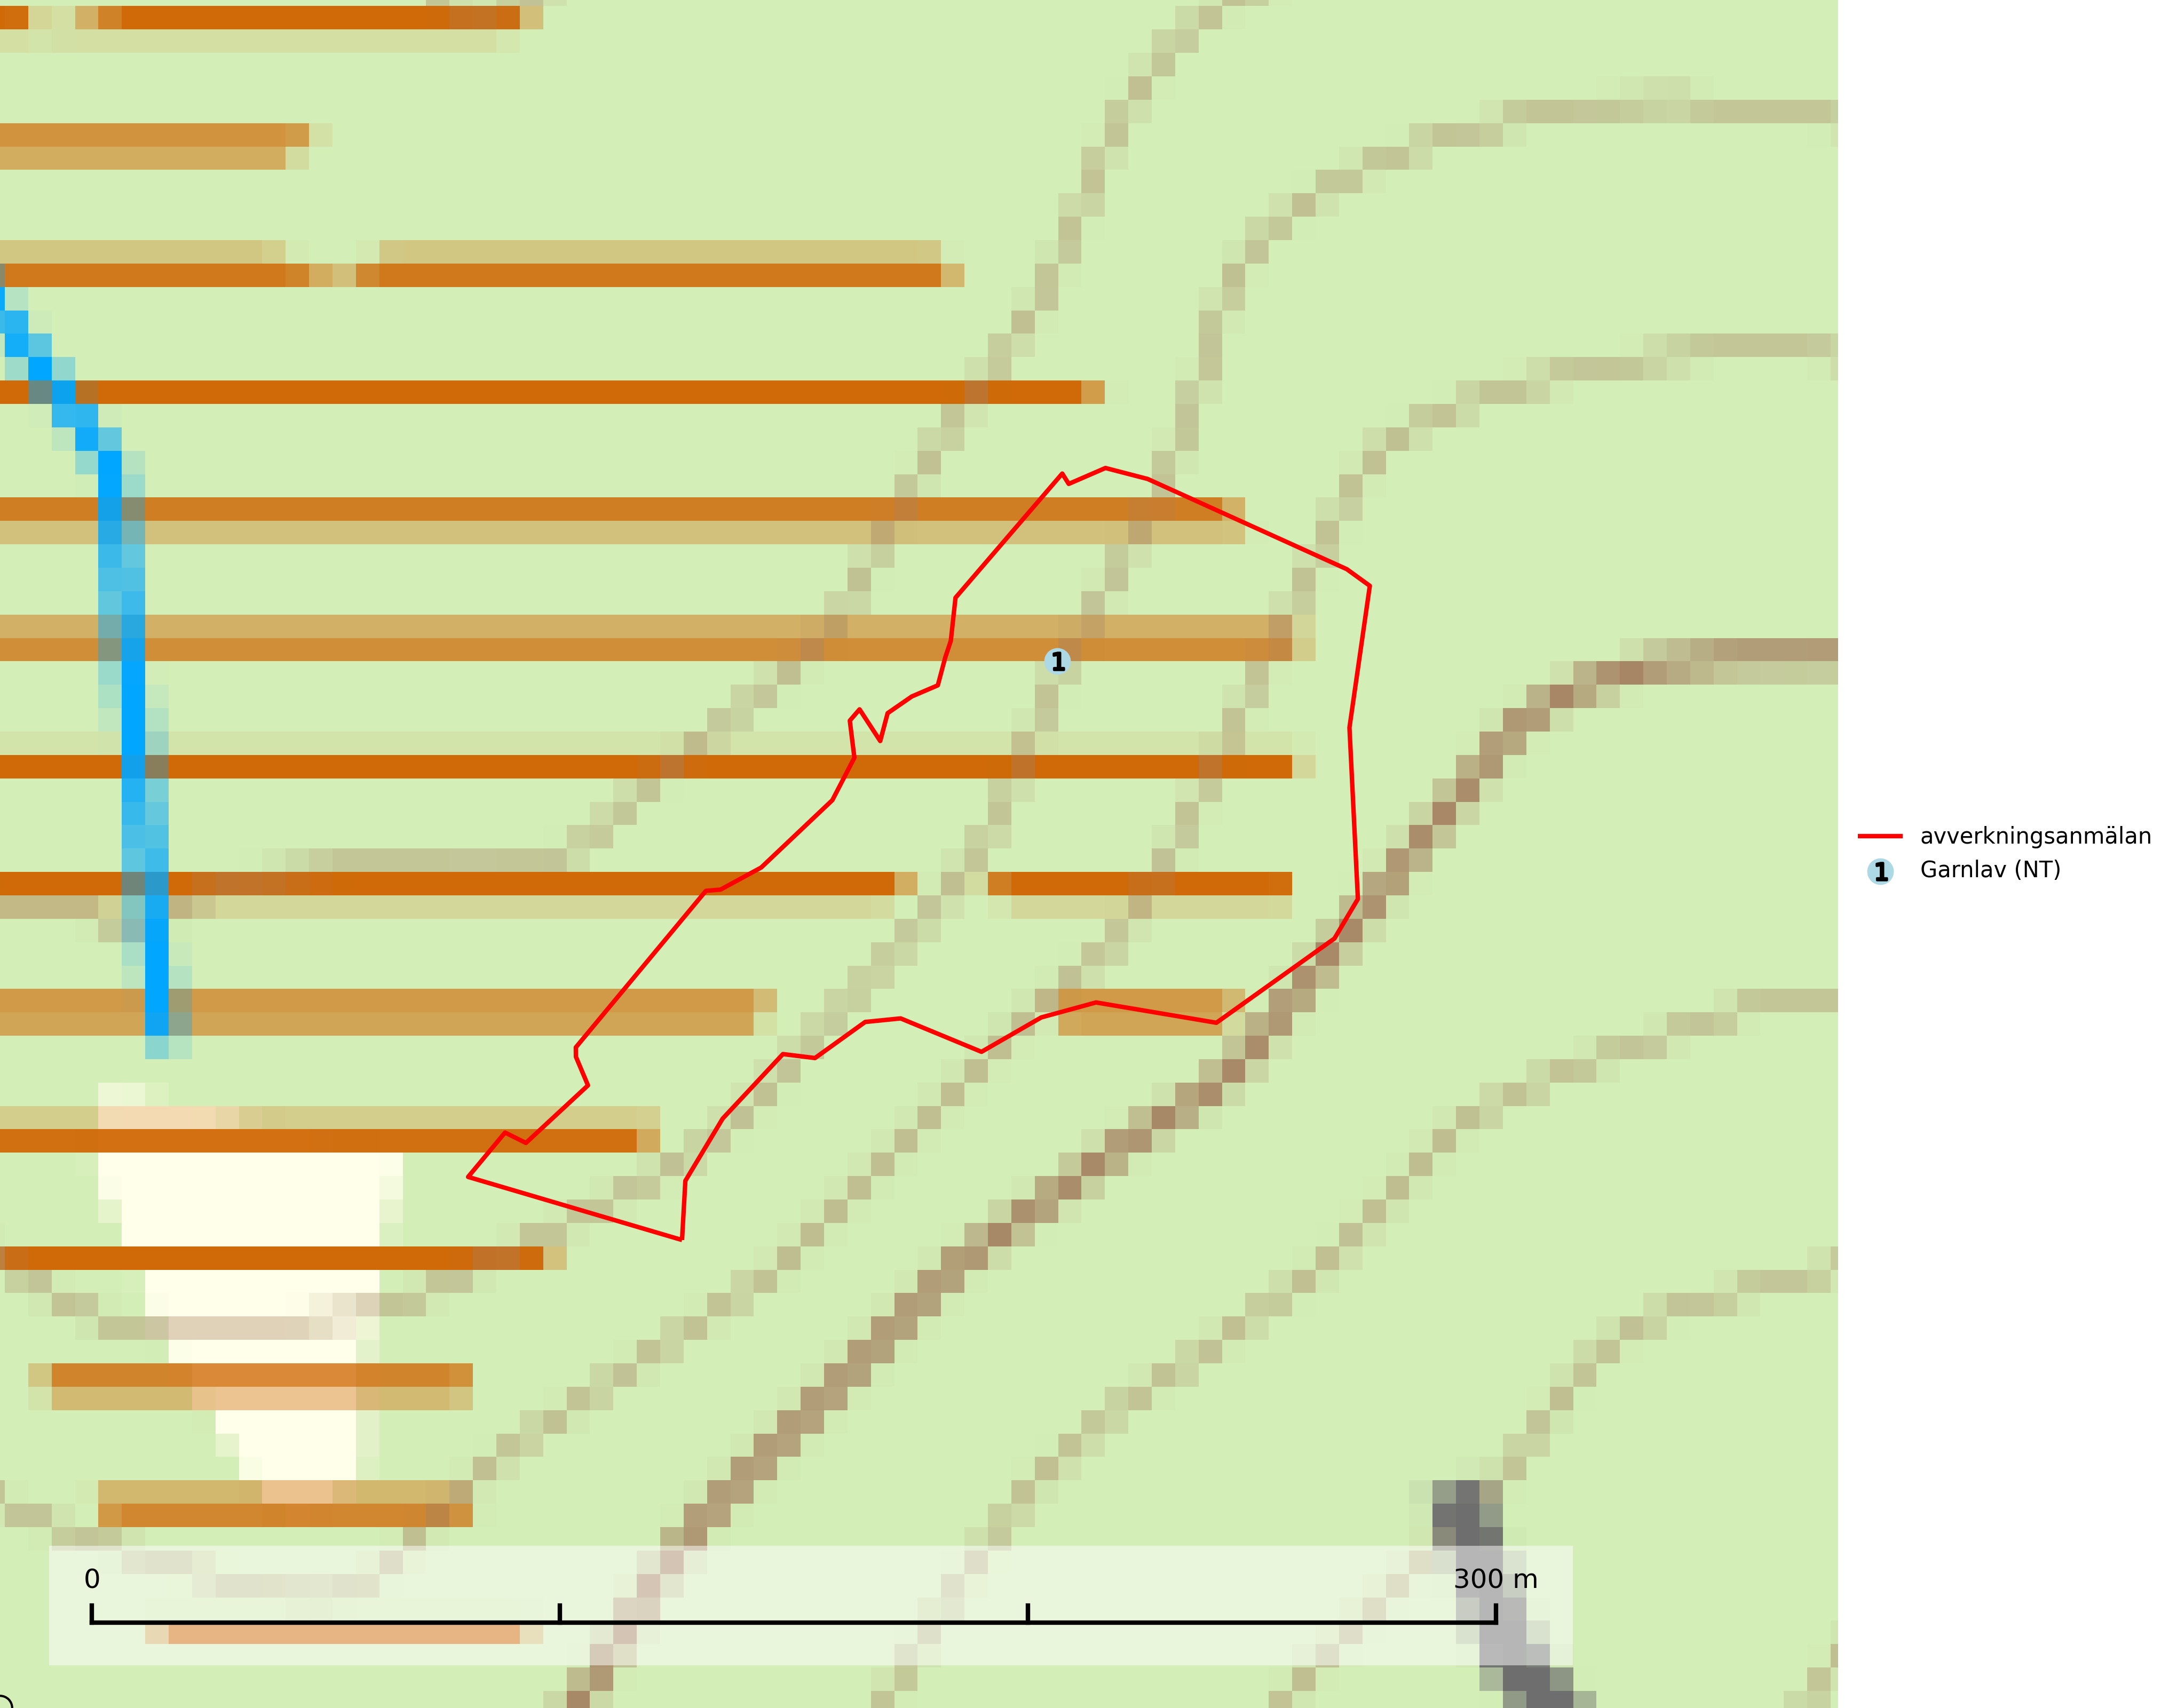 1
avverkningsanmälan
1 Garnlav (NT)
0 300 m